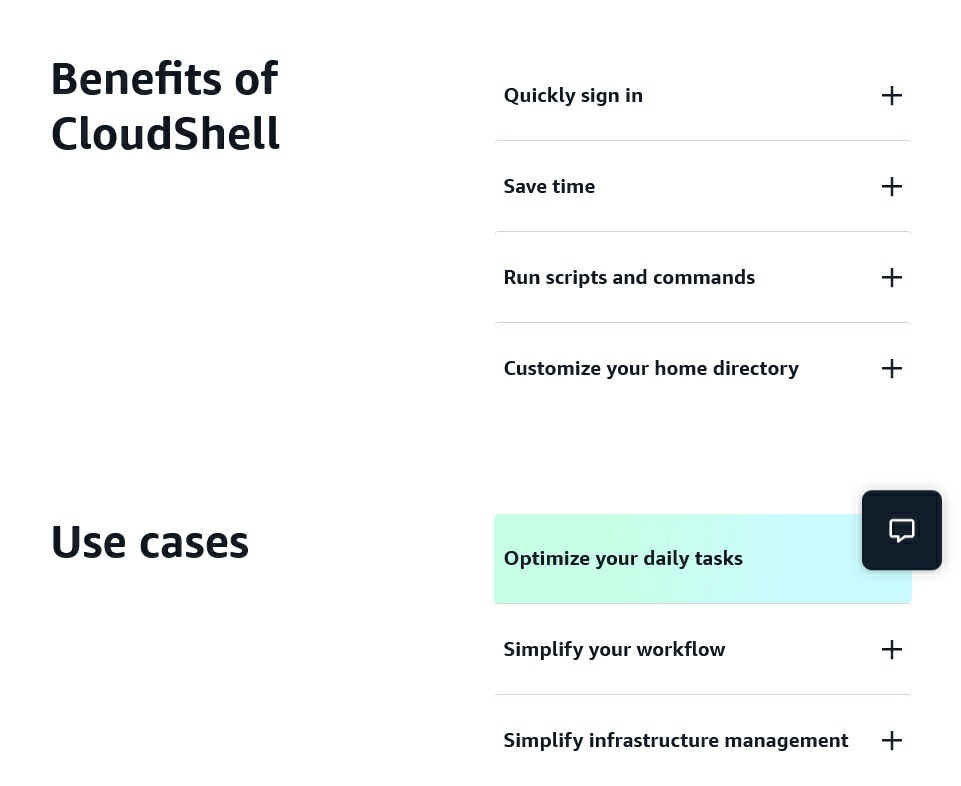 Benefits of
CloudShell
Quickly sign in
Save time
Run scripts and commands
Customize your home directory
Use cases
Optimize your daily tasks
Simplify your workflow
Simplify infrastructure management